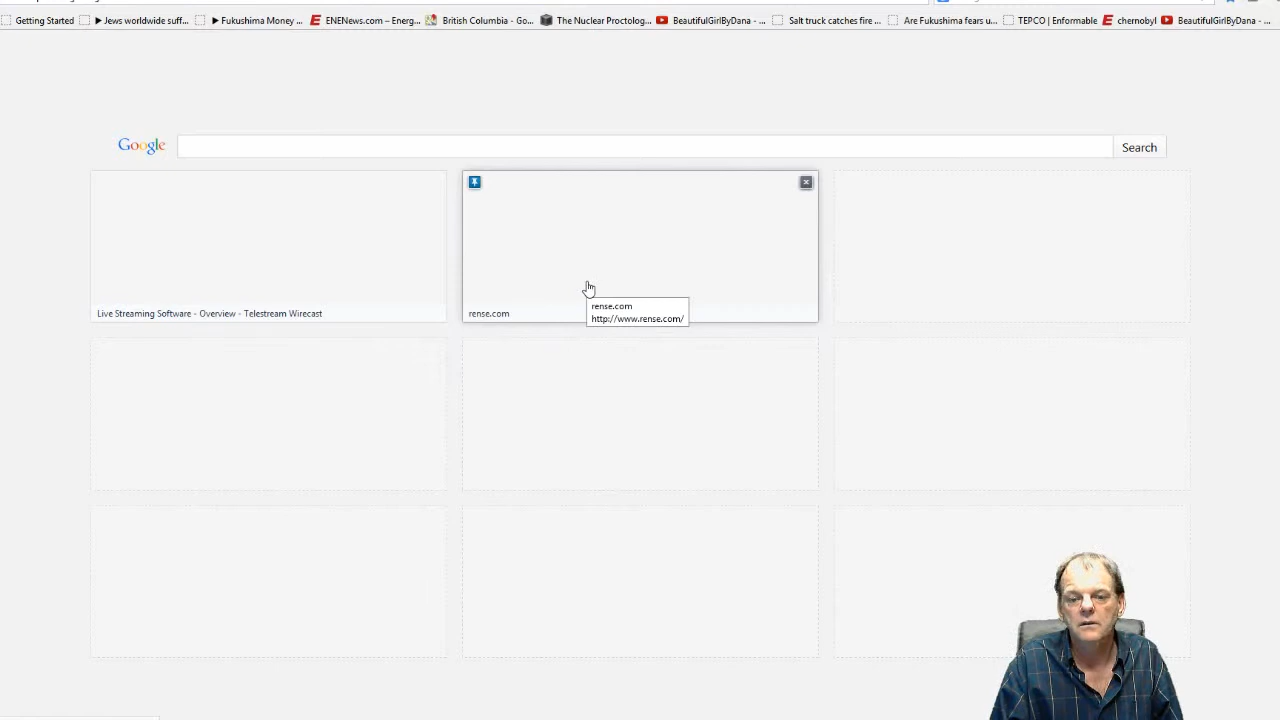 Getting Started
▶ Jews worldwide suff...
▶ Fukushima Money ...
ENENews.com – Energ...
British Columbia - Go...
The Nuclear Proctolog...
BeautifulGirlByDana - ...
Salt truck catches fire ...
Are Fukushima fears u...
TEPCO | Enformable
chernobyl
BeautifulGirlByDana - ...
Google
Search
Live Streaming Software - Overview - Telestream Wirecast
rense.com
rense.com
http://www.rense.com/